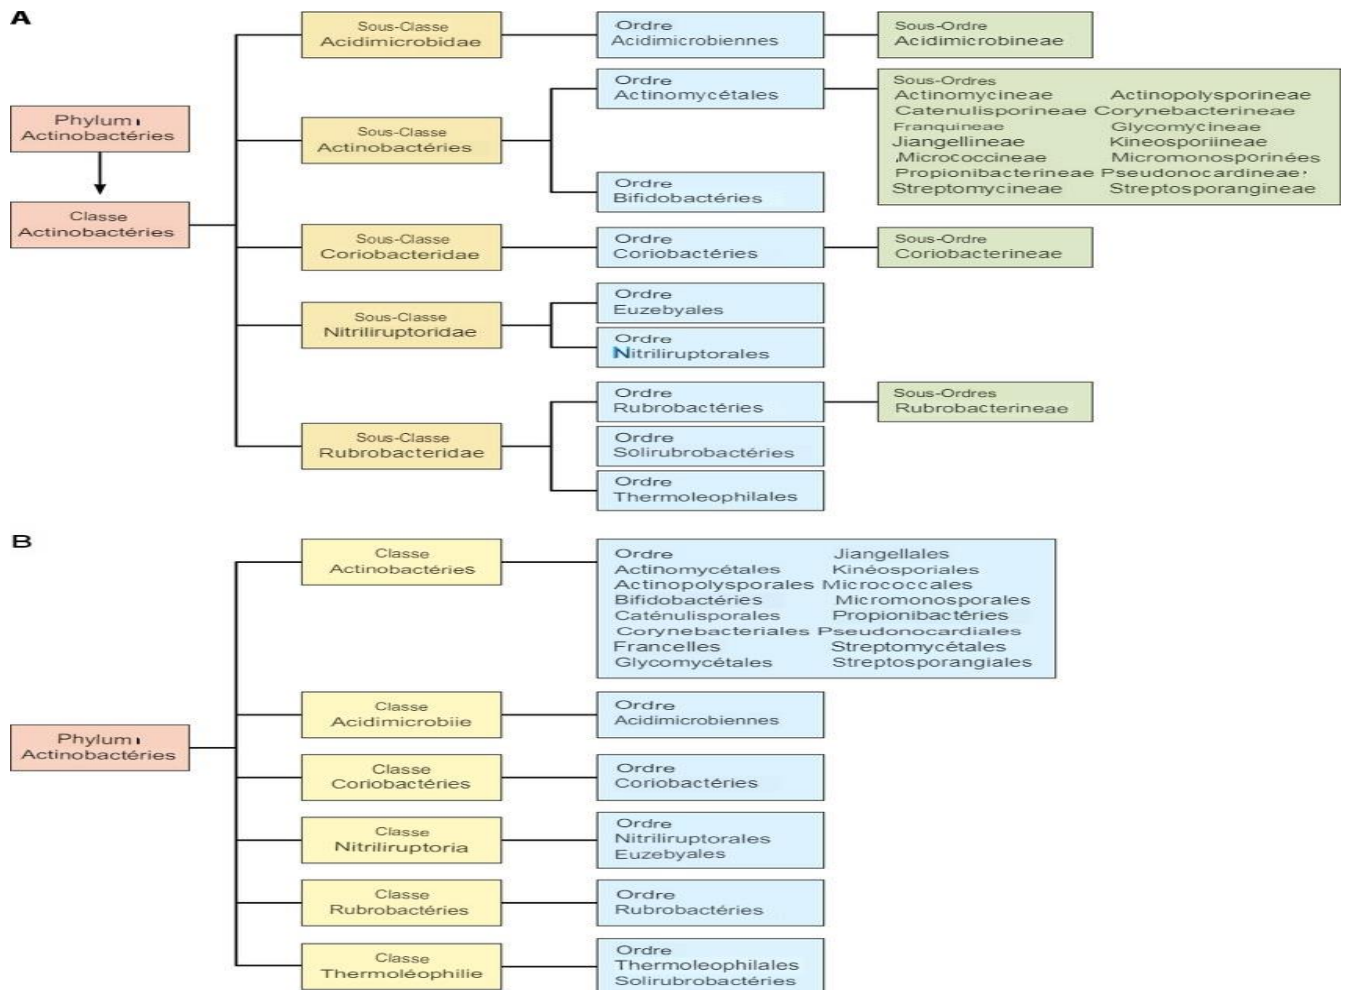 A
Sous-Classe
Acidimicrobidae
Ordre
Acidimicrobiennes
Sous-Ordre
Acidimicrobineae
Phylum
Actinobactéries
Classe
Actinobactéries
Sous-Classe
Actinobactéries
Ordre
Actinomycétales
Sous-Ordres
Actinomycineae Actinopolysporineae
Catenulisporineae Corynebacterineae
Franquineae Glycomycineae
Jiangellineae Kineosporiineae
Micrococcineae Micromonosporinées
Propionibacterineae Pseudonocardineae
Streptomycineae Streptosporangineae
Ordre
Bifidobactéries
Sous-Classe
Coriobacteridae
Ordre
Coriobactéries
Sous-Ordre
Coriobacterineae
Sous-Classe
Nitriliruptoridae
Ordre
Euzebyales
Ordre
Nitriliruptorales
Sous-Classe
Rubrobacteridae
Ordre
Rubrobactéries
Sous-Ordres
Rubrobacterineae
Ordre
Solirubrobactéries
Ordre
Thermoleophilales
B
Phylum
Actinobactéries
Classe
Actinobactéries
Ordre Jiangellales
Actinomycétales Kinéosporiales
Actinopolysporales Micrococcales
Bifidobactéries Micromonosporales
Caténulisporales Propionibactéries
Corynebacteriales Pseudonocardiales
Francelles Streptomycétales
Glycomycétales Streptosporangiales
Classe
Acidimicrobiie
Ordre
Acidimicrobiennes
Classe
Coriobactéries
Ordre
Coriobactéries
Classe
Nitriliruptoria
Ordre
Nitriliruptorales
Euzebyales
Classe
Rubrobactéries
Ordre
Rubrobactéries
Classe
Thermoléophilie
Ordre
Thermoleophilales
Solirubrobactéries